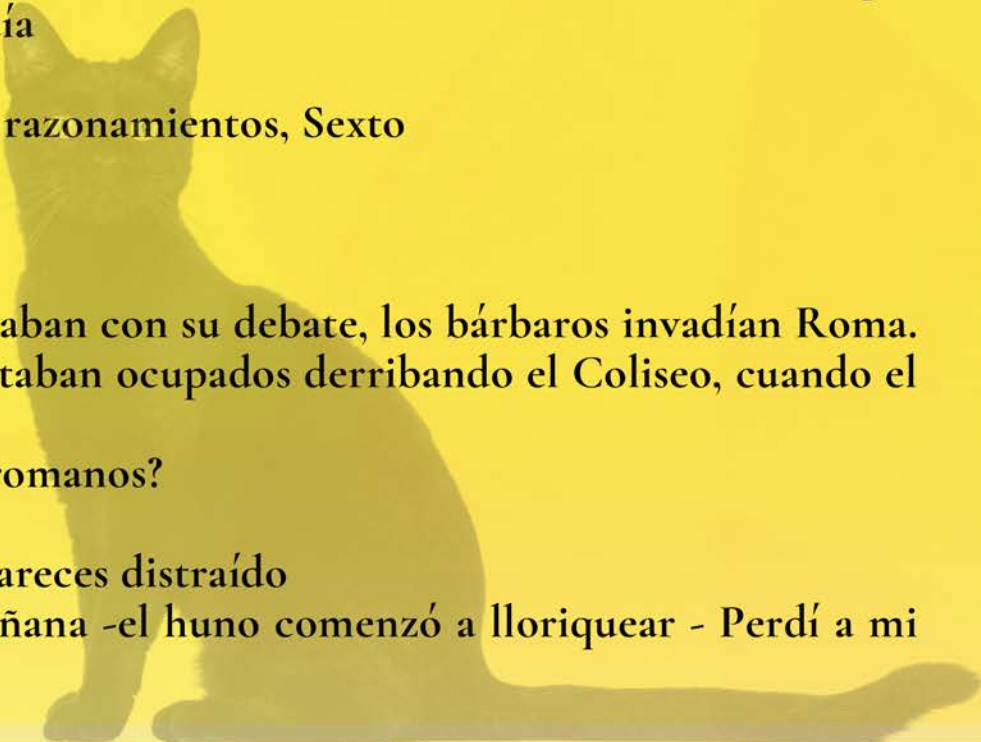 ía
razonamientos, Sexto
aban con su debate, los bárbaros invadían Roma.
taban ocupados derribando el Coliseo, cuando el
romanos?
areces distraído
ñana -el huno comenzó a lloriquear - Perdí a mi